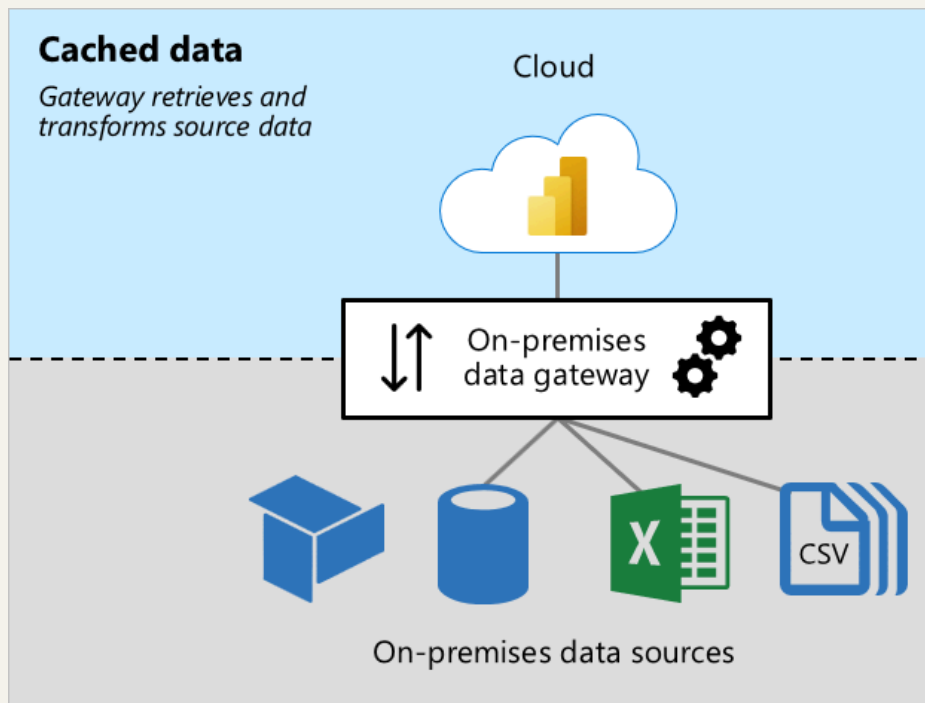 Cached data
Gateway retrieves and
transforms source data
Cloud
On-premises
data gateway
X
CSV
On-premises data sources